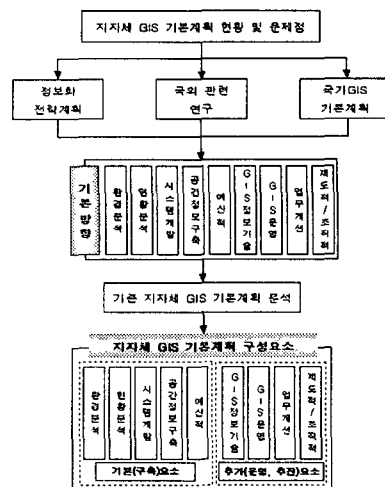 지자체 GIS 기본계획 현황 및 문제점
정보화
전략계획
국외 관련
연구
국가GIS
기본계획
기본방향
환경분석
현황분석
시스템개발
공간정보구축
예산적
GIS정보기술
GIS운영
업무개선
제도적/조직적
기존 지자체 GIS 기본계획 분석
지자체 GIS 기본계획 구성요소
환경분석
현황분석
시스템개발
공간정보구축
예산적
GIS정보기술
GIS운영
업무개선
제도적/조직적
기본(구축)요소
추가(운영, 추진)요소